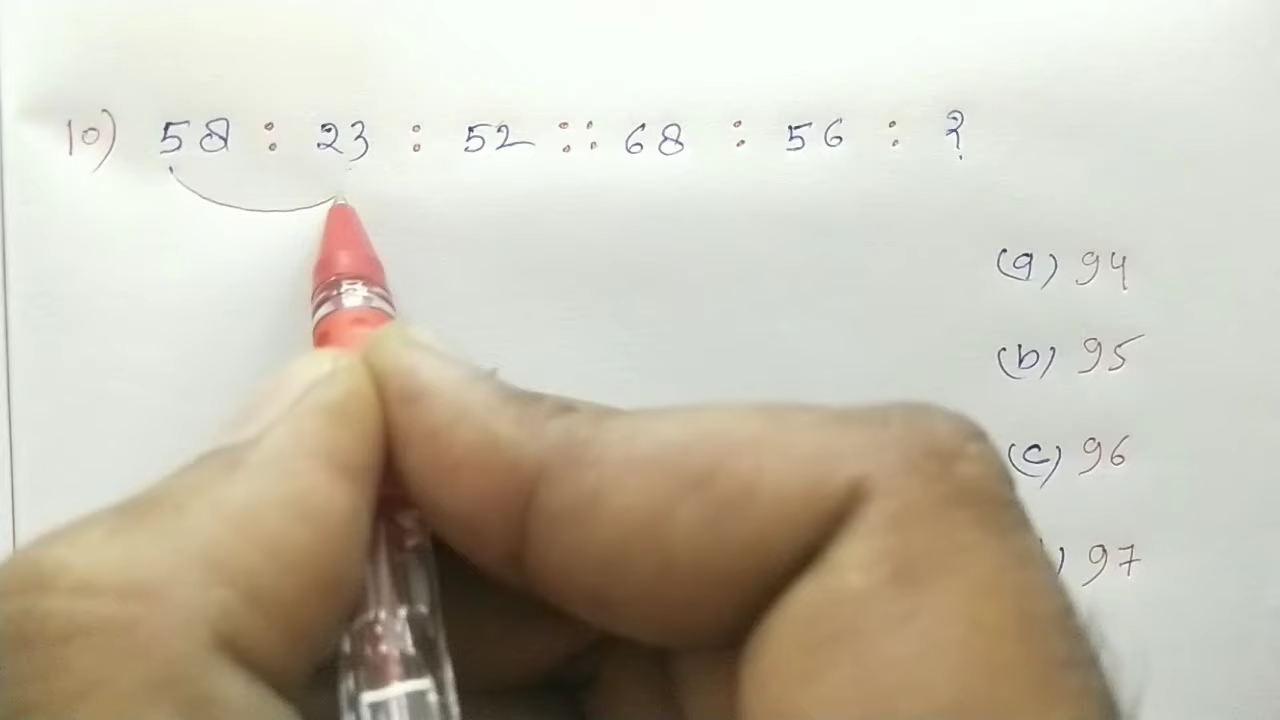 10) 58 : 23 : 52 :: 68 : 56 : ?
(a) 94
(b) 95
(c) 96
) 97